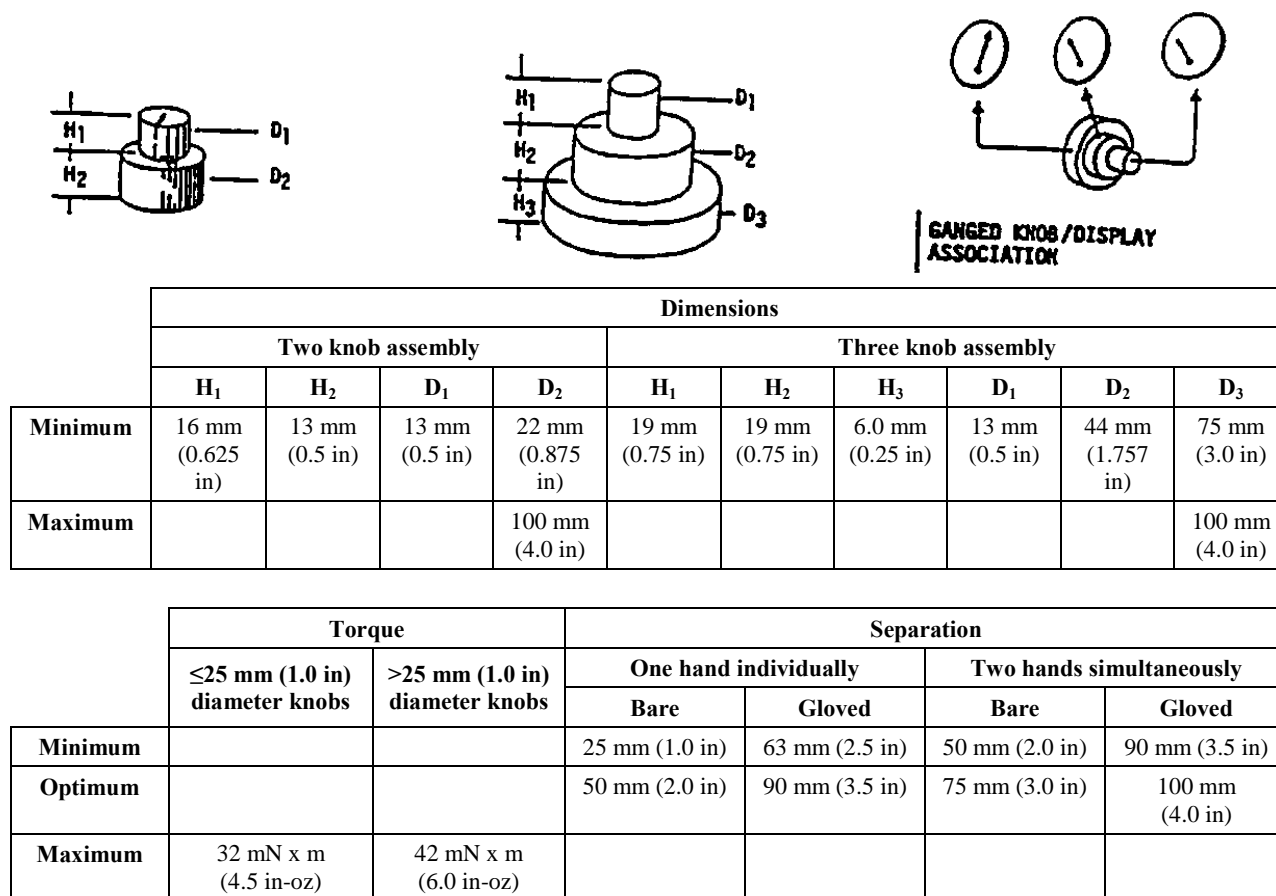 H1
H2
D1
D2
H1
H2
H3
D1
D2
D3
GANGED KNOB/DISPLAY
ASSOCIATION
Dimensions
Two knob assembly Three knob assembly
H₁ H₂ D₁ D₂ H₁ H₂ H₃ D₁ D₂ D₃
Minimum 16 mm 13 mm 13 mm 22 mm 19 mm 19 mm 6.0 mm 13 mm 44 mm 75 mm
(0.625 (0.5 in) (0.5 in) (0.875 (0.75 in) (0.75 in) (0.25 in) (0.5 in) (1.757 (3.0 in)
in) in) in)
Maximum 100 mm 100 mm
(4.0 in) (4.0 in)
Torque Separation
≤25 mm (1.0 in) >25 mm (1.0 in) One hand individually Two hands simultaneously
diameter knobs diameter knobs Bare Gloved Bare Gloved
Minimum 25 mm (1.0 in) 63 mm (2.5 in) 50 mm (2.0 in) 90 mm (3.5 in)
Optimum 50 mm (2.0 in) 90 mm (3.5 in) 75 mm (3.0 in) 100 mm
(4.0 in)
Maximum 32 mN x m 42 mN x m
(4.5 in-oz) (6.0 in-oz)